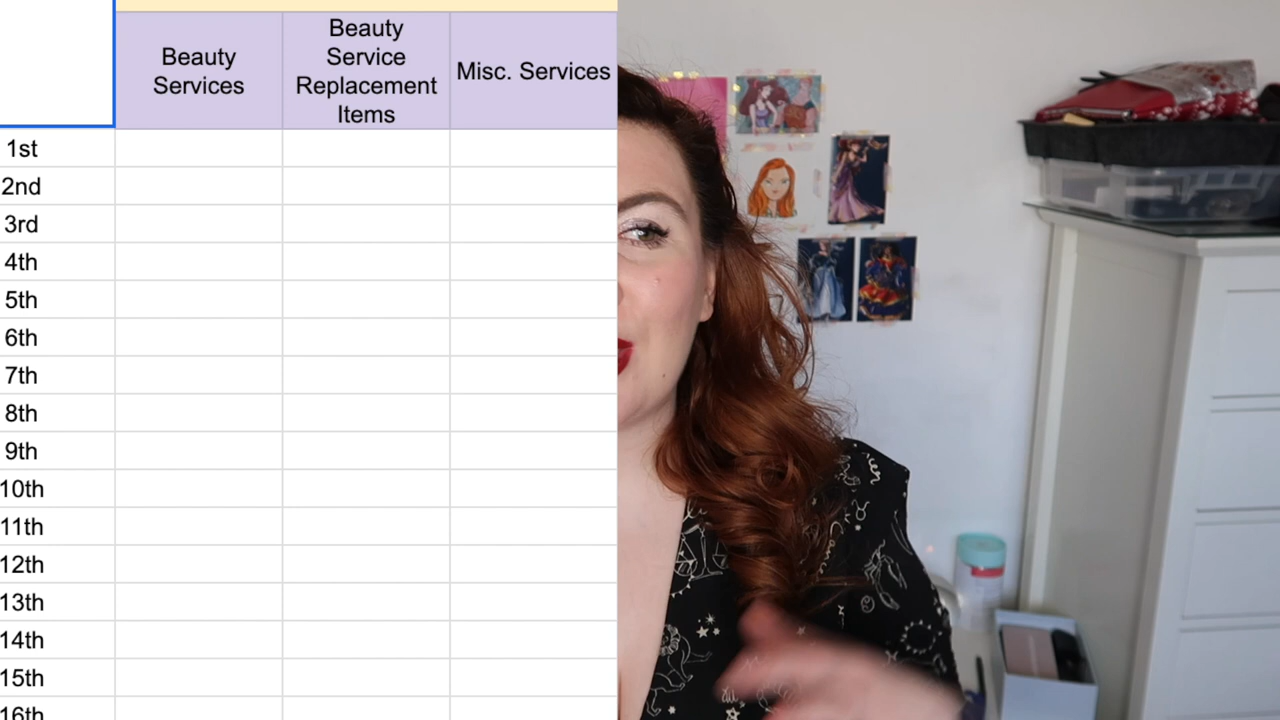 Beauty
Services
Beauty
Service
Replacement
Items
Misc. Services
1st
2nd
3rd
4th
5th
6th
7th
8th
9th
10th
11th
12th
13th
14th
15th
16th